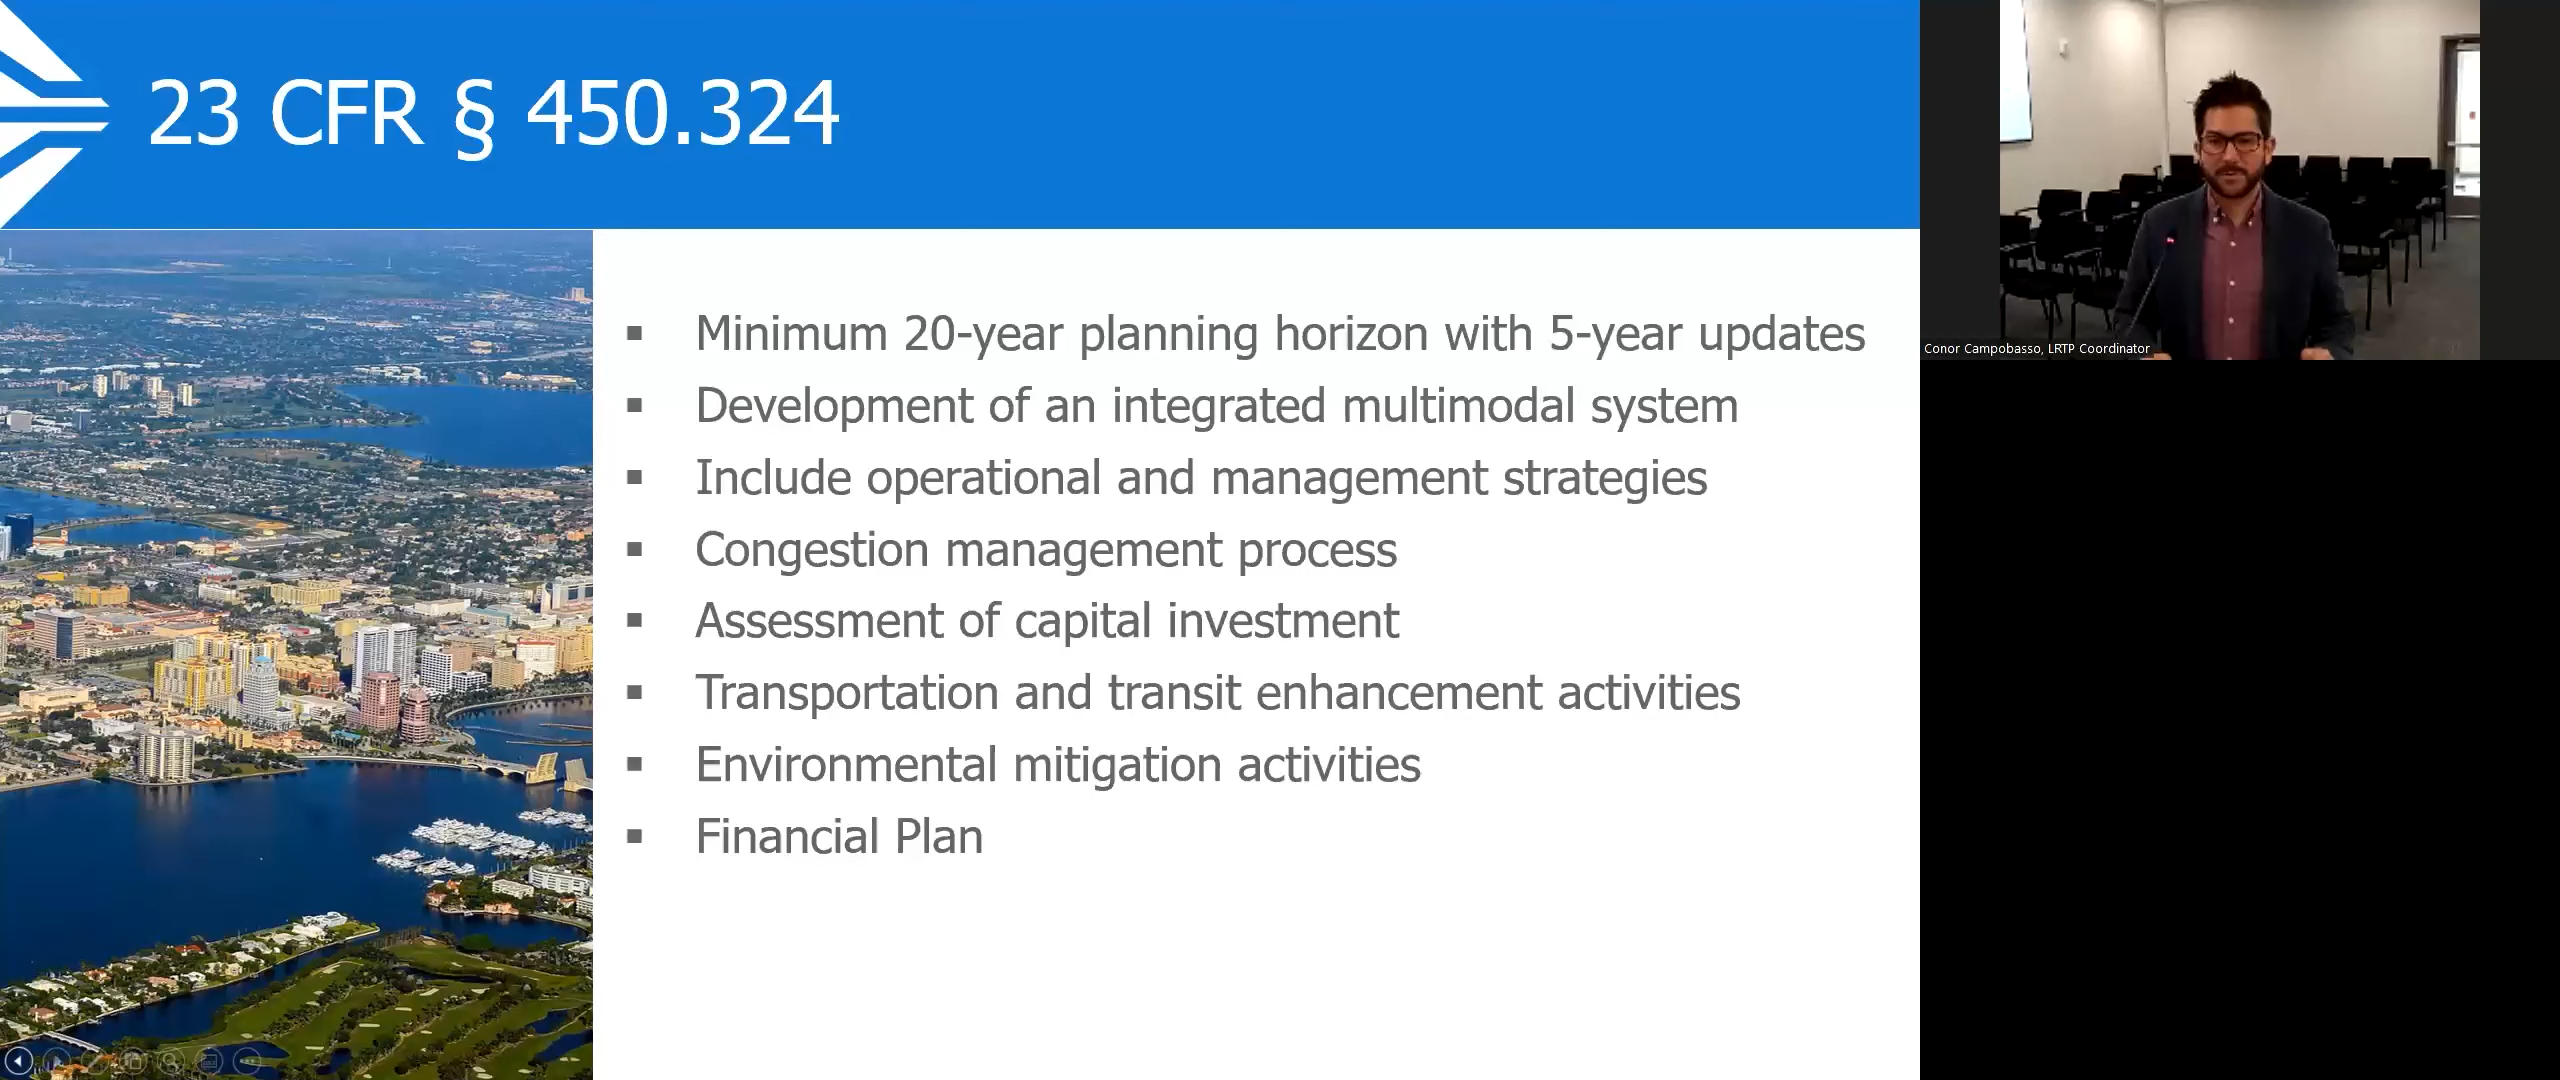 23 CFR § 450.324
▪ Minimum 20-year planning horizon with 5-year updates
▪ Development of an integrated multimodal system
▪ Include operational and management strategies
▪ Congestion management process
▪ Assessment of capital investment
▪ Transportation and transit enhancement activities
▪ Environmental mitigation activities
▪ Financial Plan
Conor Campobasso, LRTP Coordinator